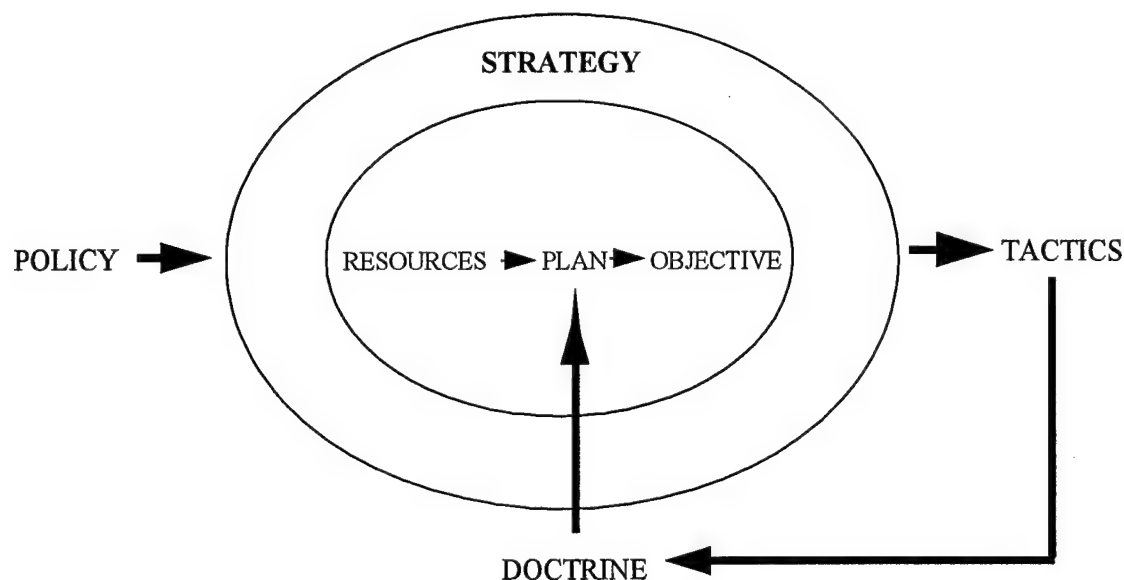 STRATEGY
POLICY
RESOURCES PLAN OBJECTIVE
TACTICS
DOCTRINE